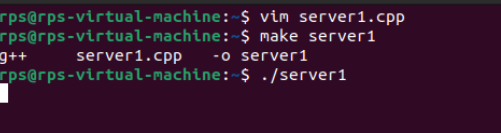 rps@rps-virtual-machine:~$ vim server1.cpp
rps@rps-virtual-machine:~$ make server1
g++     server1.cpp   -o server1
rps@rps-virtual-machine:~$ ./server1